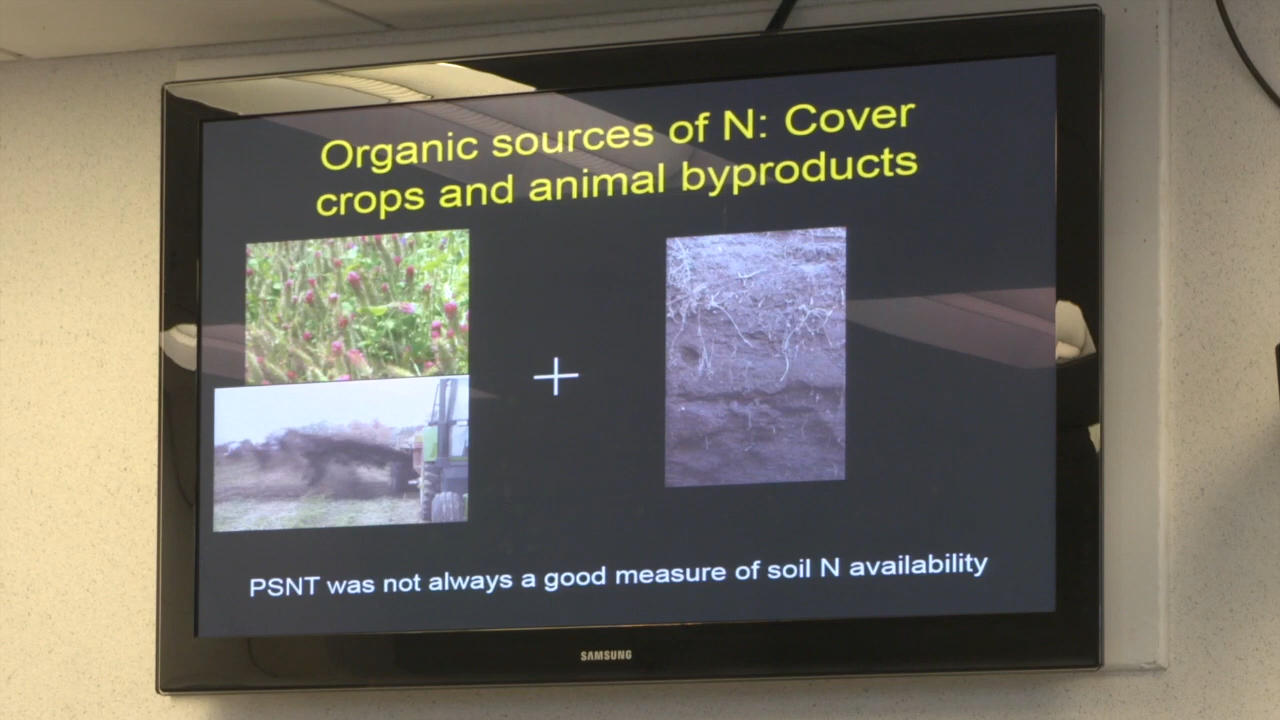 Organic sources of N: Cover
crops and animal byproducts
PSNT was not always a good measure of soil N availability
SAMSUNG